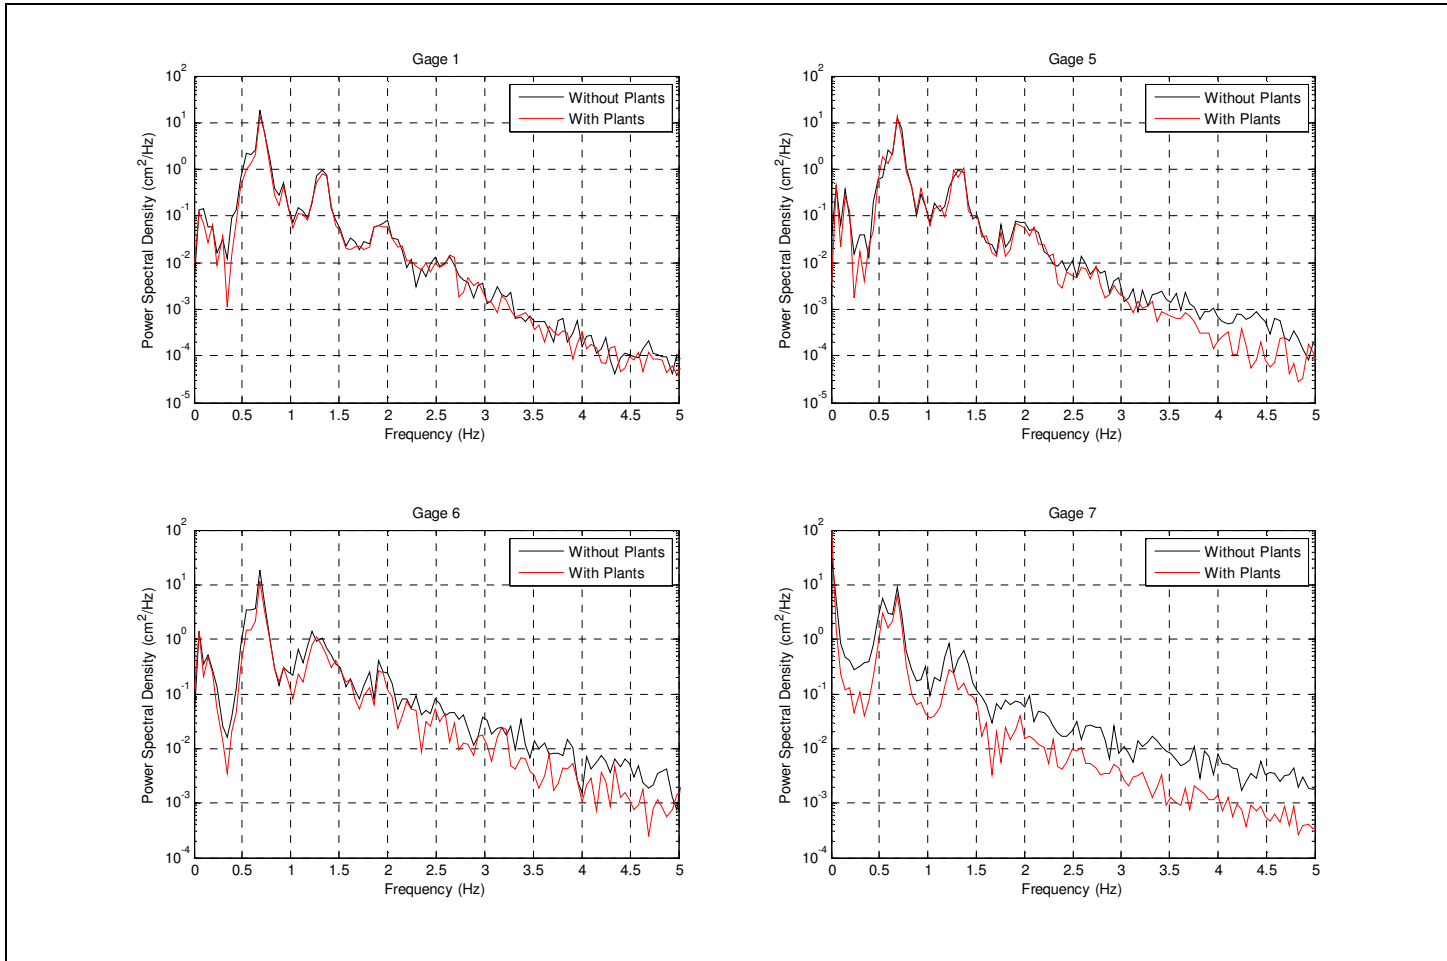 Gage 1
10^2
10^1
10^0
10^-1
10^-2
10^-3
10^-4
10^-5
Power Spectral Density (cm^2/Hz)
Without Plants
With Plants
0 0.5 1 1.5 2 2.5 3 3.5 4 4.5 5
Frequency (Hz)
Gage 5
10^2
10^1
10^0
10^-1
10^-2
10^-3
10^-4
10^-5
Power Spectral Density (cm^2/Hz)
Without Plants
With Plants
0 0.5 1 1.5 2 2.5 3 3.5 4 4.5 5
Frequency (Hz)
Gage 6
10^2
10^1
10^0
10^-1
10^-2
10^-3
10^-4
Power Spectral Density (cm^2/Hz)
Without Plants
With Plants
0 0.5 1 1.5 2 2.5 3 3.5 4 4.5 5
Frequency (Hz)
Gage 7
10^2
10^1
10^0
10^-1
10^-2
10^-3
10^-4
Power Spectral Density (cm^2/Hz)
Without Plants
With Plants
0 0.5 1 1.5 2 2.5 3 3.5 4 4.5 5
Frequency (Hz)